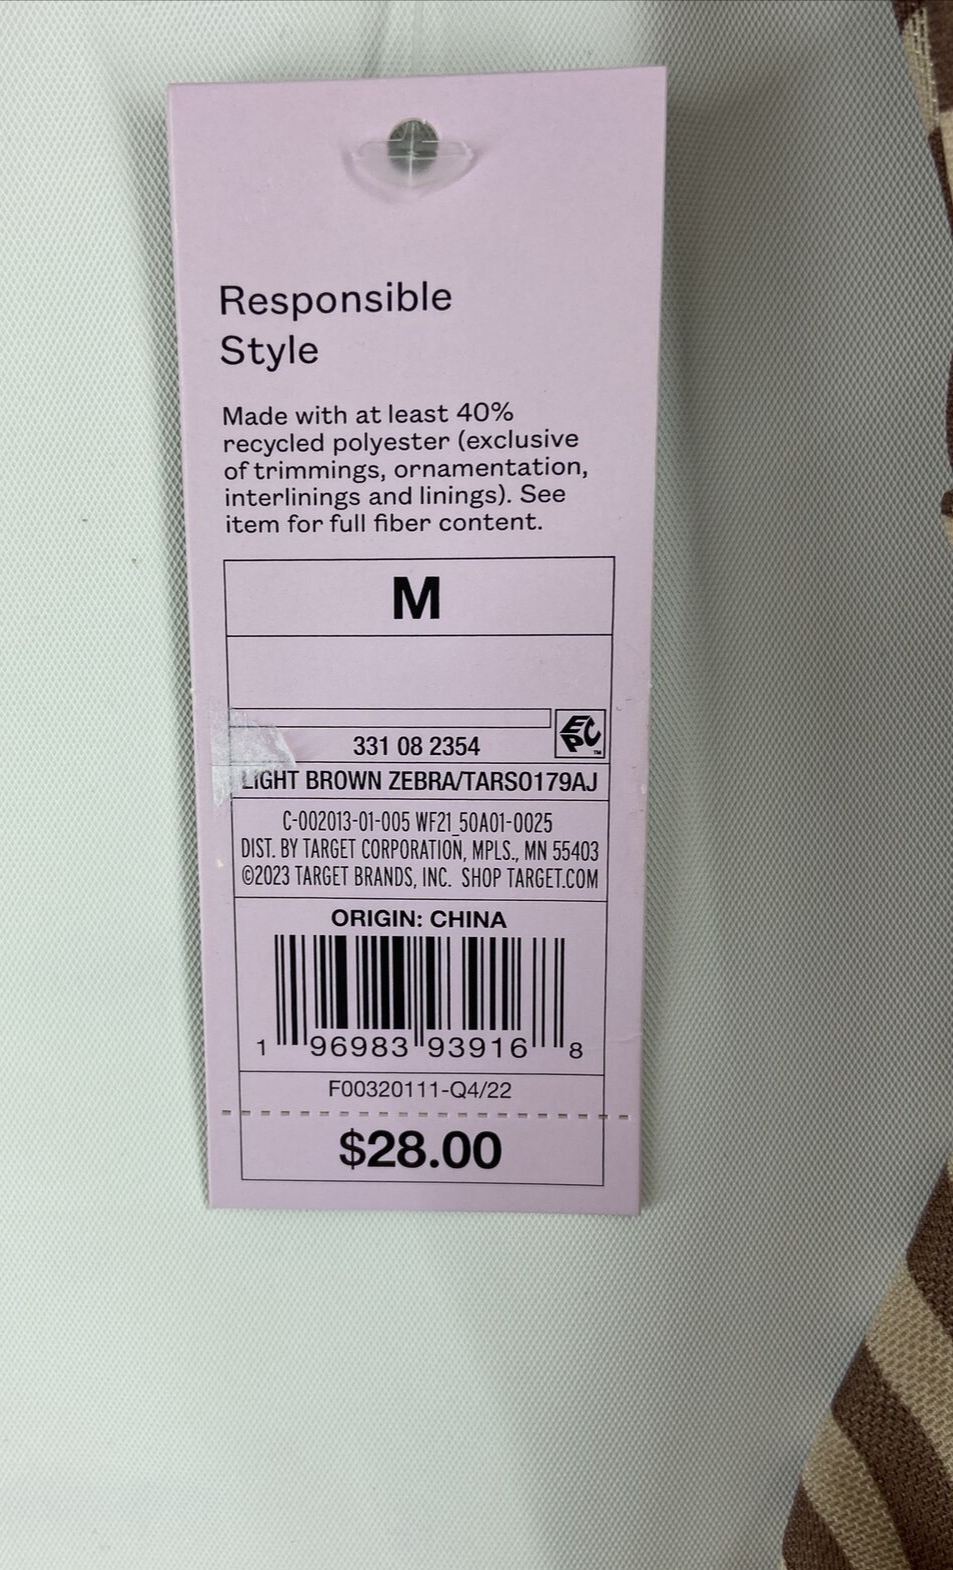 Responsible
Style
Made with at least 40%
recycled polyester (exclusive
of trimmings, ornamentation,
interlinings and linings). See
item for full fiber content.
M
EPC™
331 08 2354
LIGHT BROWN ZEBRA/TARS0179AJ
C-002013-01-005 WF21_50A01-0025
DIST. BY TARGET CORPORATION, MPLS., MN 55403
©2023 TARGET BRANDS, INC. SHOP TARGET.COM
ORIGIN: CHINA
1 96983 93916 8
F00320111-Q4/22
$28.00